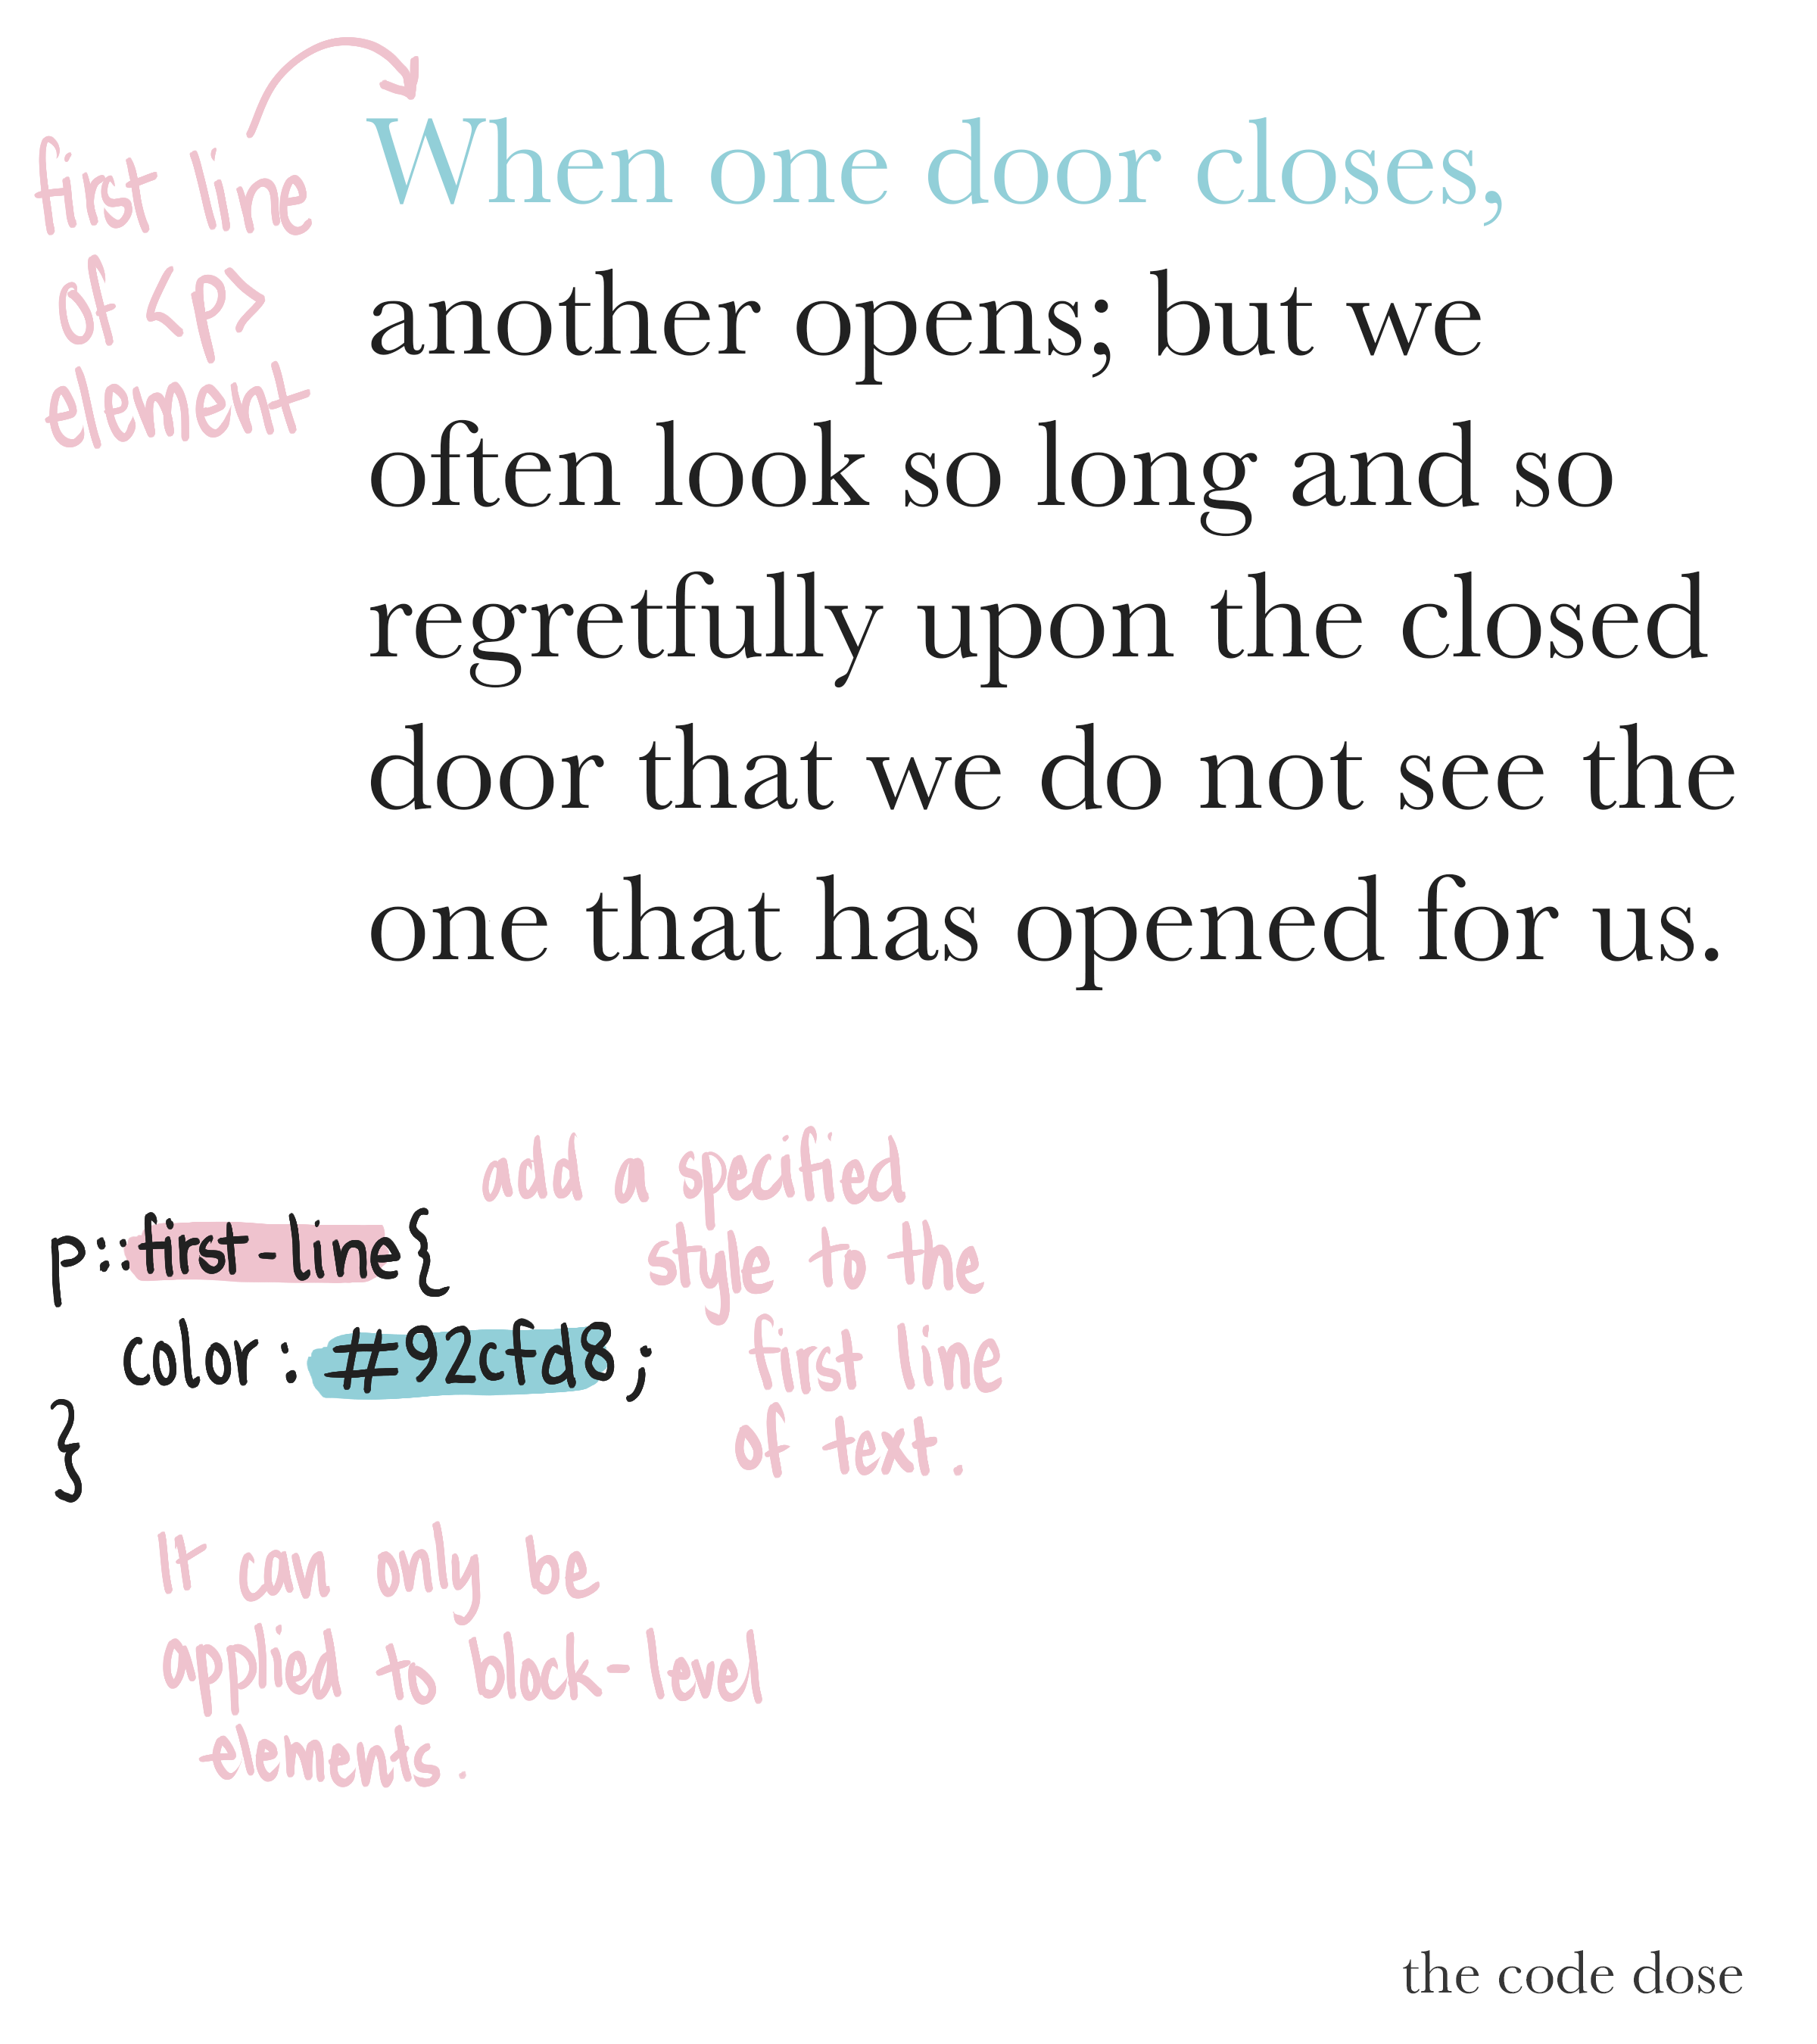 first line
of <p>
element
When one door closes,
another opens; but we
often look so long and so
regretfully upon the closed
door that we do not see the
one that has opened for us.
p::first-line{
color: #92cfd8;
}
add a specified
style to the
first line
of text.
It can only be
applied to block-level
elements.
the code dose